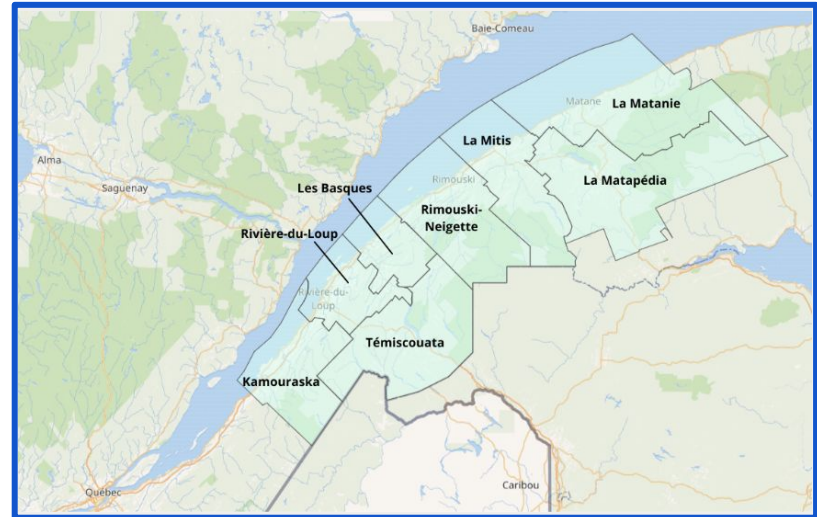 Baie-Comeau
Matane
La Matanie
La Mitis
Alma
La Matapédia
Saguenay
Rimouski
Les Basques
Rimouski-
Neigette
Rivière-du-Loup
Rivière-du-
Loup
Témiscouata
Kamouraska
Caribou
Québec